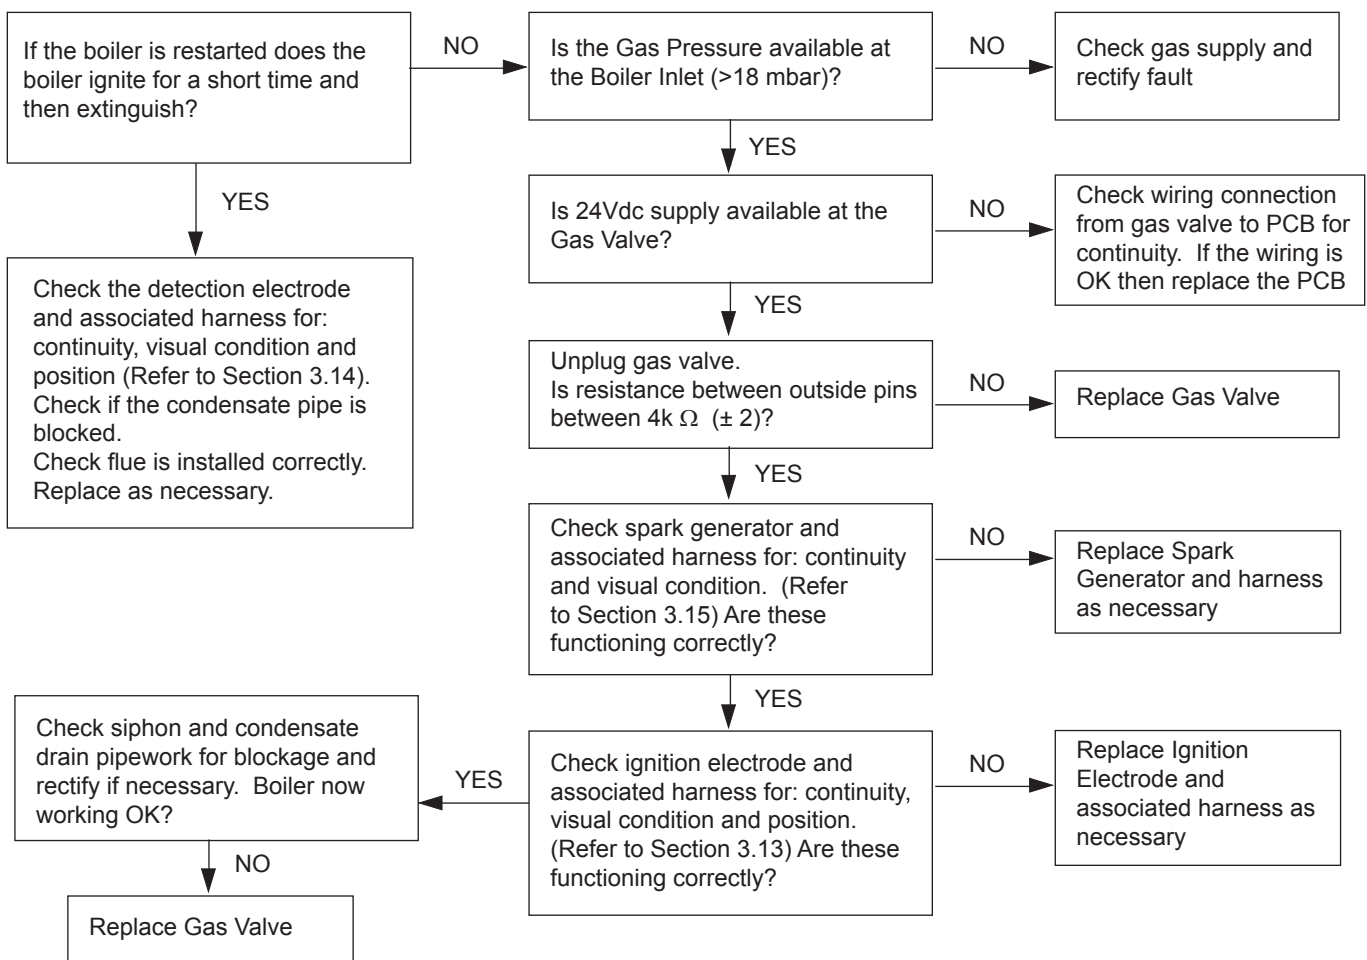 If the boiler is restarted does the
boiler ignite for a short time and
then extinguish?
NO
Is the Gas Pressure available at
the Boiler Inlet (>18 mbar)?
NO
Check gas supply and
rectify fault
YES
YES
Is 24Vdc supply available at the
Gas Valve?
NO
Check wiring connection
from gas valve to PCB for
continuity.  If the wiring is
OK then replace the PCB
Check the detection electrode
and associated harness for:
continuity, visual condition and
position (Refer to Section 3.14).
Check if the condensate pipe is
blocked.
Check flue is installed correctly.
Replace as necessary.
YES
Unplug gas valve.
Is resistance between outside pins
between 4k Ω  (± 2)?
NO
Replace Gas Valve
YES
Check spark generator and
associated harness for: continuity
and visual condition.  (Refer
to Section 3.15) Are these
functioning correctly?
NO
Replace Spark
Generator and harness
as necessary
YES
Check ignition electrode and
associated harness for: continuity,
visual condition and position.
(Refer to Section 3.13) Are these
functioning correctly?
NO
Replace Ignition
Electrode and
associated harness as
necessary
YES
Check siphon and condensate
drain pipework for blockage and
rectify if necessary.  Boiler now
working OK?
NO
Replace Gas Valve